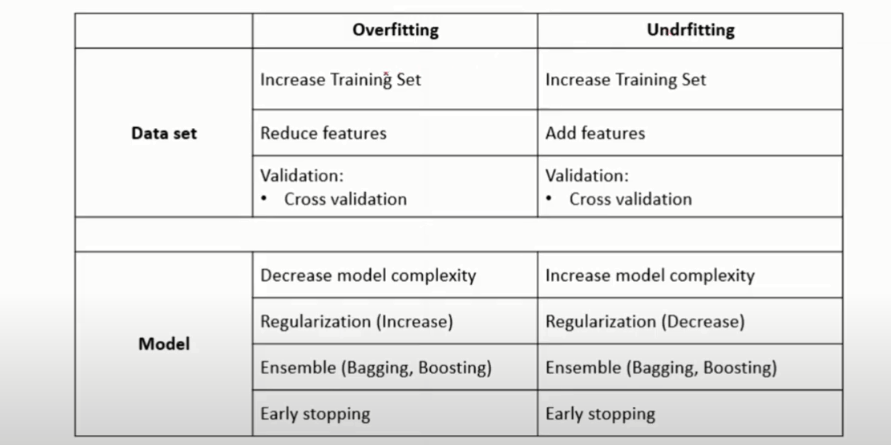 Overfitting Undrfitting
Increase Training Set Increase Training Set
Data set Reduce features Add features
Validation: Validation:
• Cross validation • Cross validation
Decrease model complexity Increase model complexity
Regularization (Increase) Regularization (Decrease)
Model
Ensemble (Bagging, Boosting) Ensemble (Bagging, Boosting)
Early stopping Early stopping